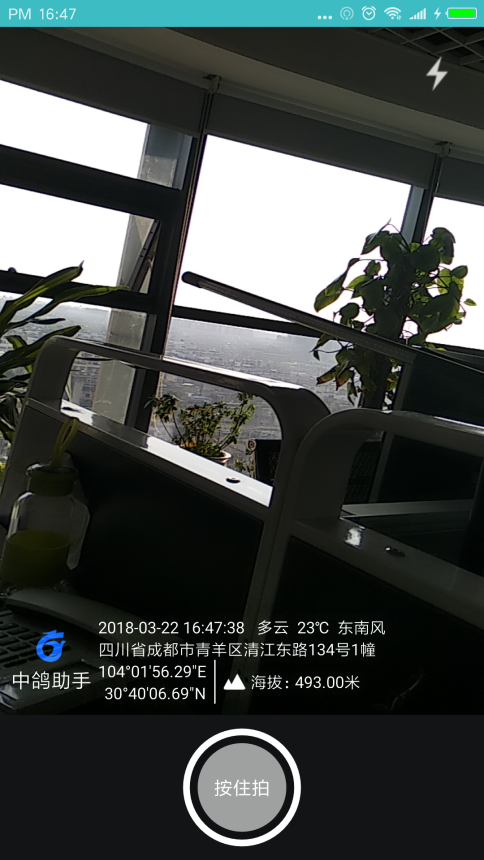 PM 16:47
2018-03-22 16:47:38 多云 23℃ 东南风
四川省成都市青羊区清江东路134号1幢
中鸽助手
104°01'56.29"E
30°40'06.69"N
海拔：493.00米
按住拍